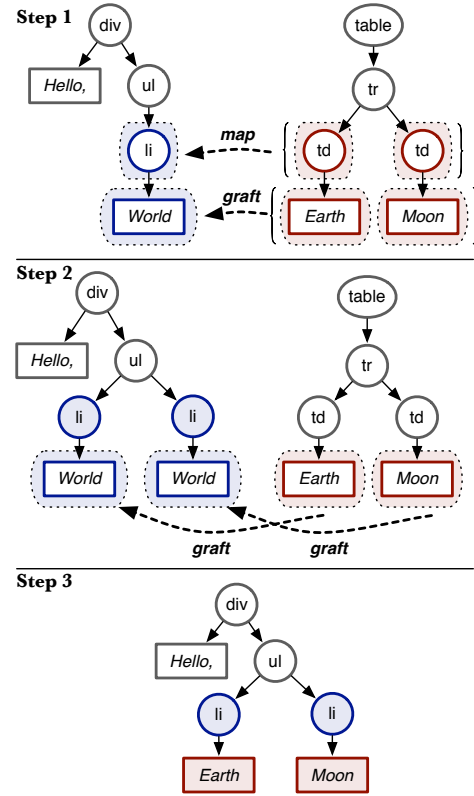 Step 1
div
table
Hello,
ul
tr
li
map
td
td
World
graft
Earth
Moon
Step 2
div
table
Hello,
ul
tr
li
li
td
td
World
World
Earth
Moon
graft
graft
Step 3
div
Hello,
ul
li
li
Earth
Moon